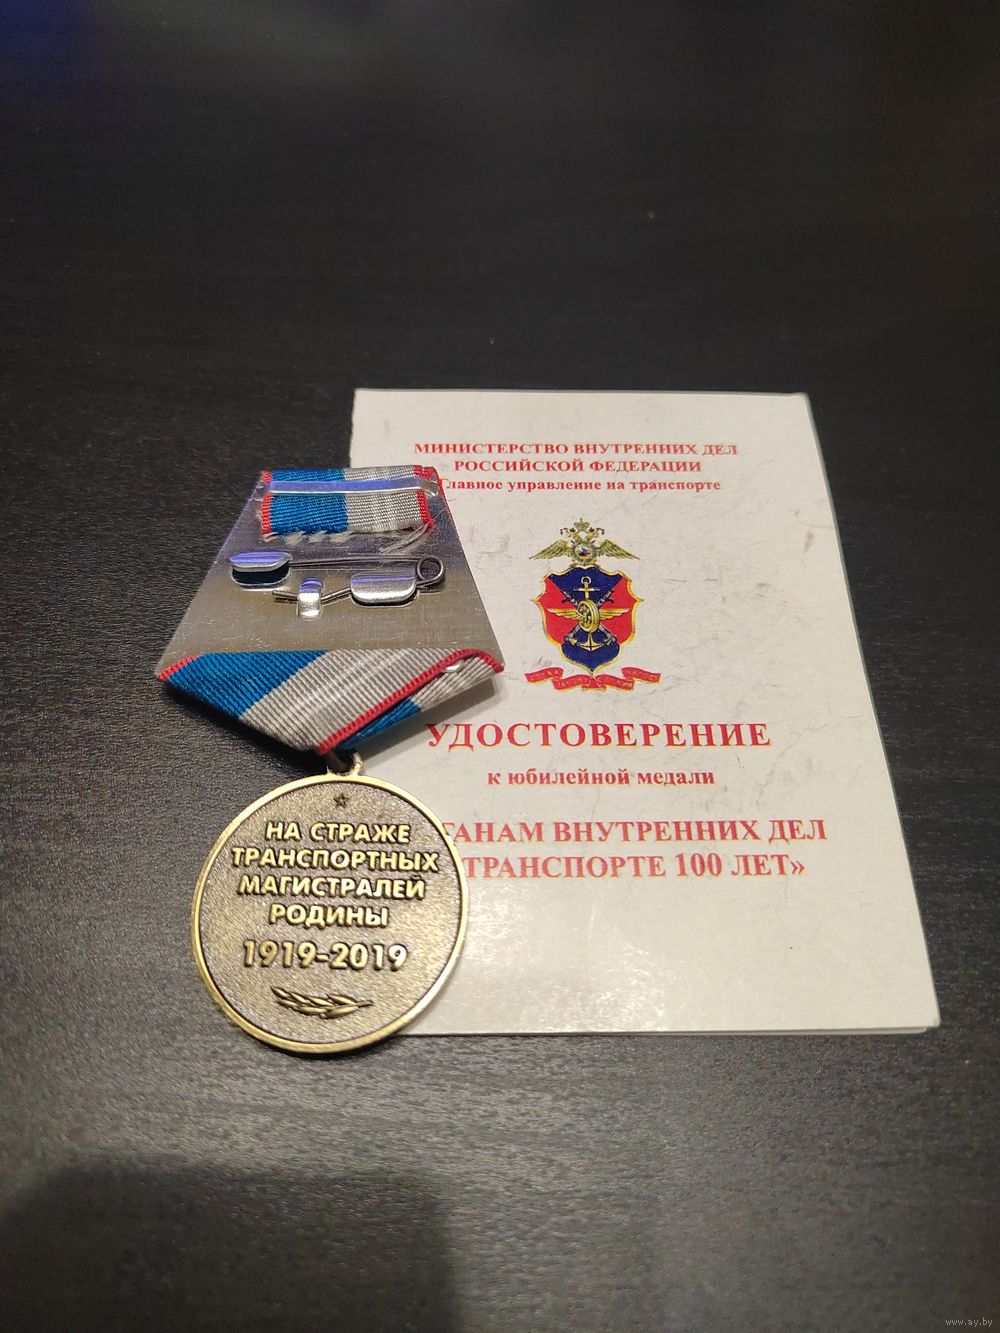 МИНИСТЕРСТВО ВНУТРЕННИХ ДЕЛ
РОССИЙСКОЙ ФЕДЕРАЦИИ
Главное управление на транспорте
УДОСТОВЕРЕНИЕ
к юбилейной медали
ГАНАМ ВНУТРЕННИХ ДЕЛ
ТРАНСПОРТЕ 100 ЛЕТ»
НА СТРАЖЕ
ТРАНСПОРТНЫХ
МАГИСТРАЛЕЙ
РОДИНЫ
1919-2019
www.ay.by